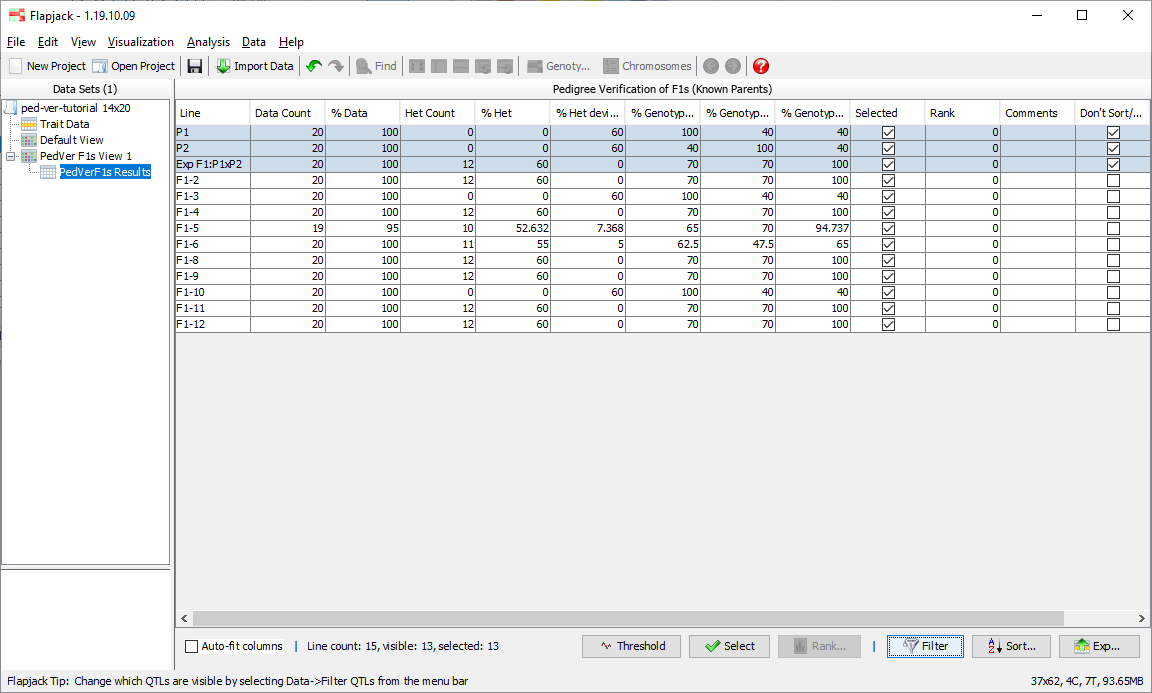 Flapjack - 1.19.10.09
File Edit View Visualization Analysis Data Help
New Project Open Project Import Data Find Genoty... Chromosomes
Data Sets (1)
ped-ver-tutorial 14x20
Trait Data
Default View
PedVer F1s View 1
PedVerF1s Results
Pedigree Verification of F1s (Known Parents)
Line Data Count % Data Het Count % Het % Het devi... % Genotyp... % Genotyp... % Genotyp... Selected Rank Comments Don't Sort/...
P1 20 100 0 0 60 100 40 40 0
P2 20 100 0 0 60 40 100 40 0
Exp F1:P1xP2 20 100 12 60 0 70 70 100 0
F1-2 20 100 12 60 0 70 70 100 0
F1-3 20 100 0 0 60 100 40 40 0
F1-4 20 100 12 60 0 70 70 100 0
F1-5 19 95 10 52.632 7.368 65 70 94.737 0
F1-6 20 100 11 55 5 62.5 47.5 65 0
F1-8 20 100 12 60 0 70 70 100 0
F1-9 20 100 12 60 0 70 70 100 0
F1-10 20 100 0 0 60 100 40 40 0
F1-11 20 100 12 60 0 70 70 100 0
F1-12 20 100 12 60 0 70 70 100 0
Auto-fit columns | Line count: 15, visible: 13, selected: 13 Threshold Select Rank... | Filter Sort... Exp...
Flapjack Tip: Change which QTLs are visible by selecting Data->Filter QTLs from the menu bar 37x62, 4C, 7T, 93.65MB